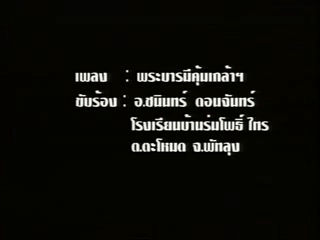 เพลง : พระบารมีคุ้มเกล้าฯ
ขับร้อง : อ.ชนินทร์ ดอนจันทร์
โรงเรียนบ้านร่มโพธิ์ ไทร
ต.ตะโหมด จ.พัทลุง